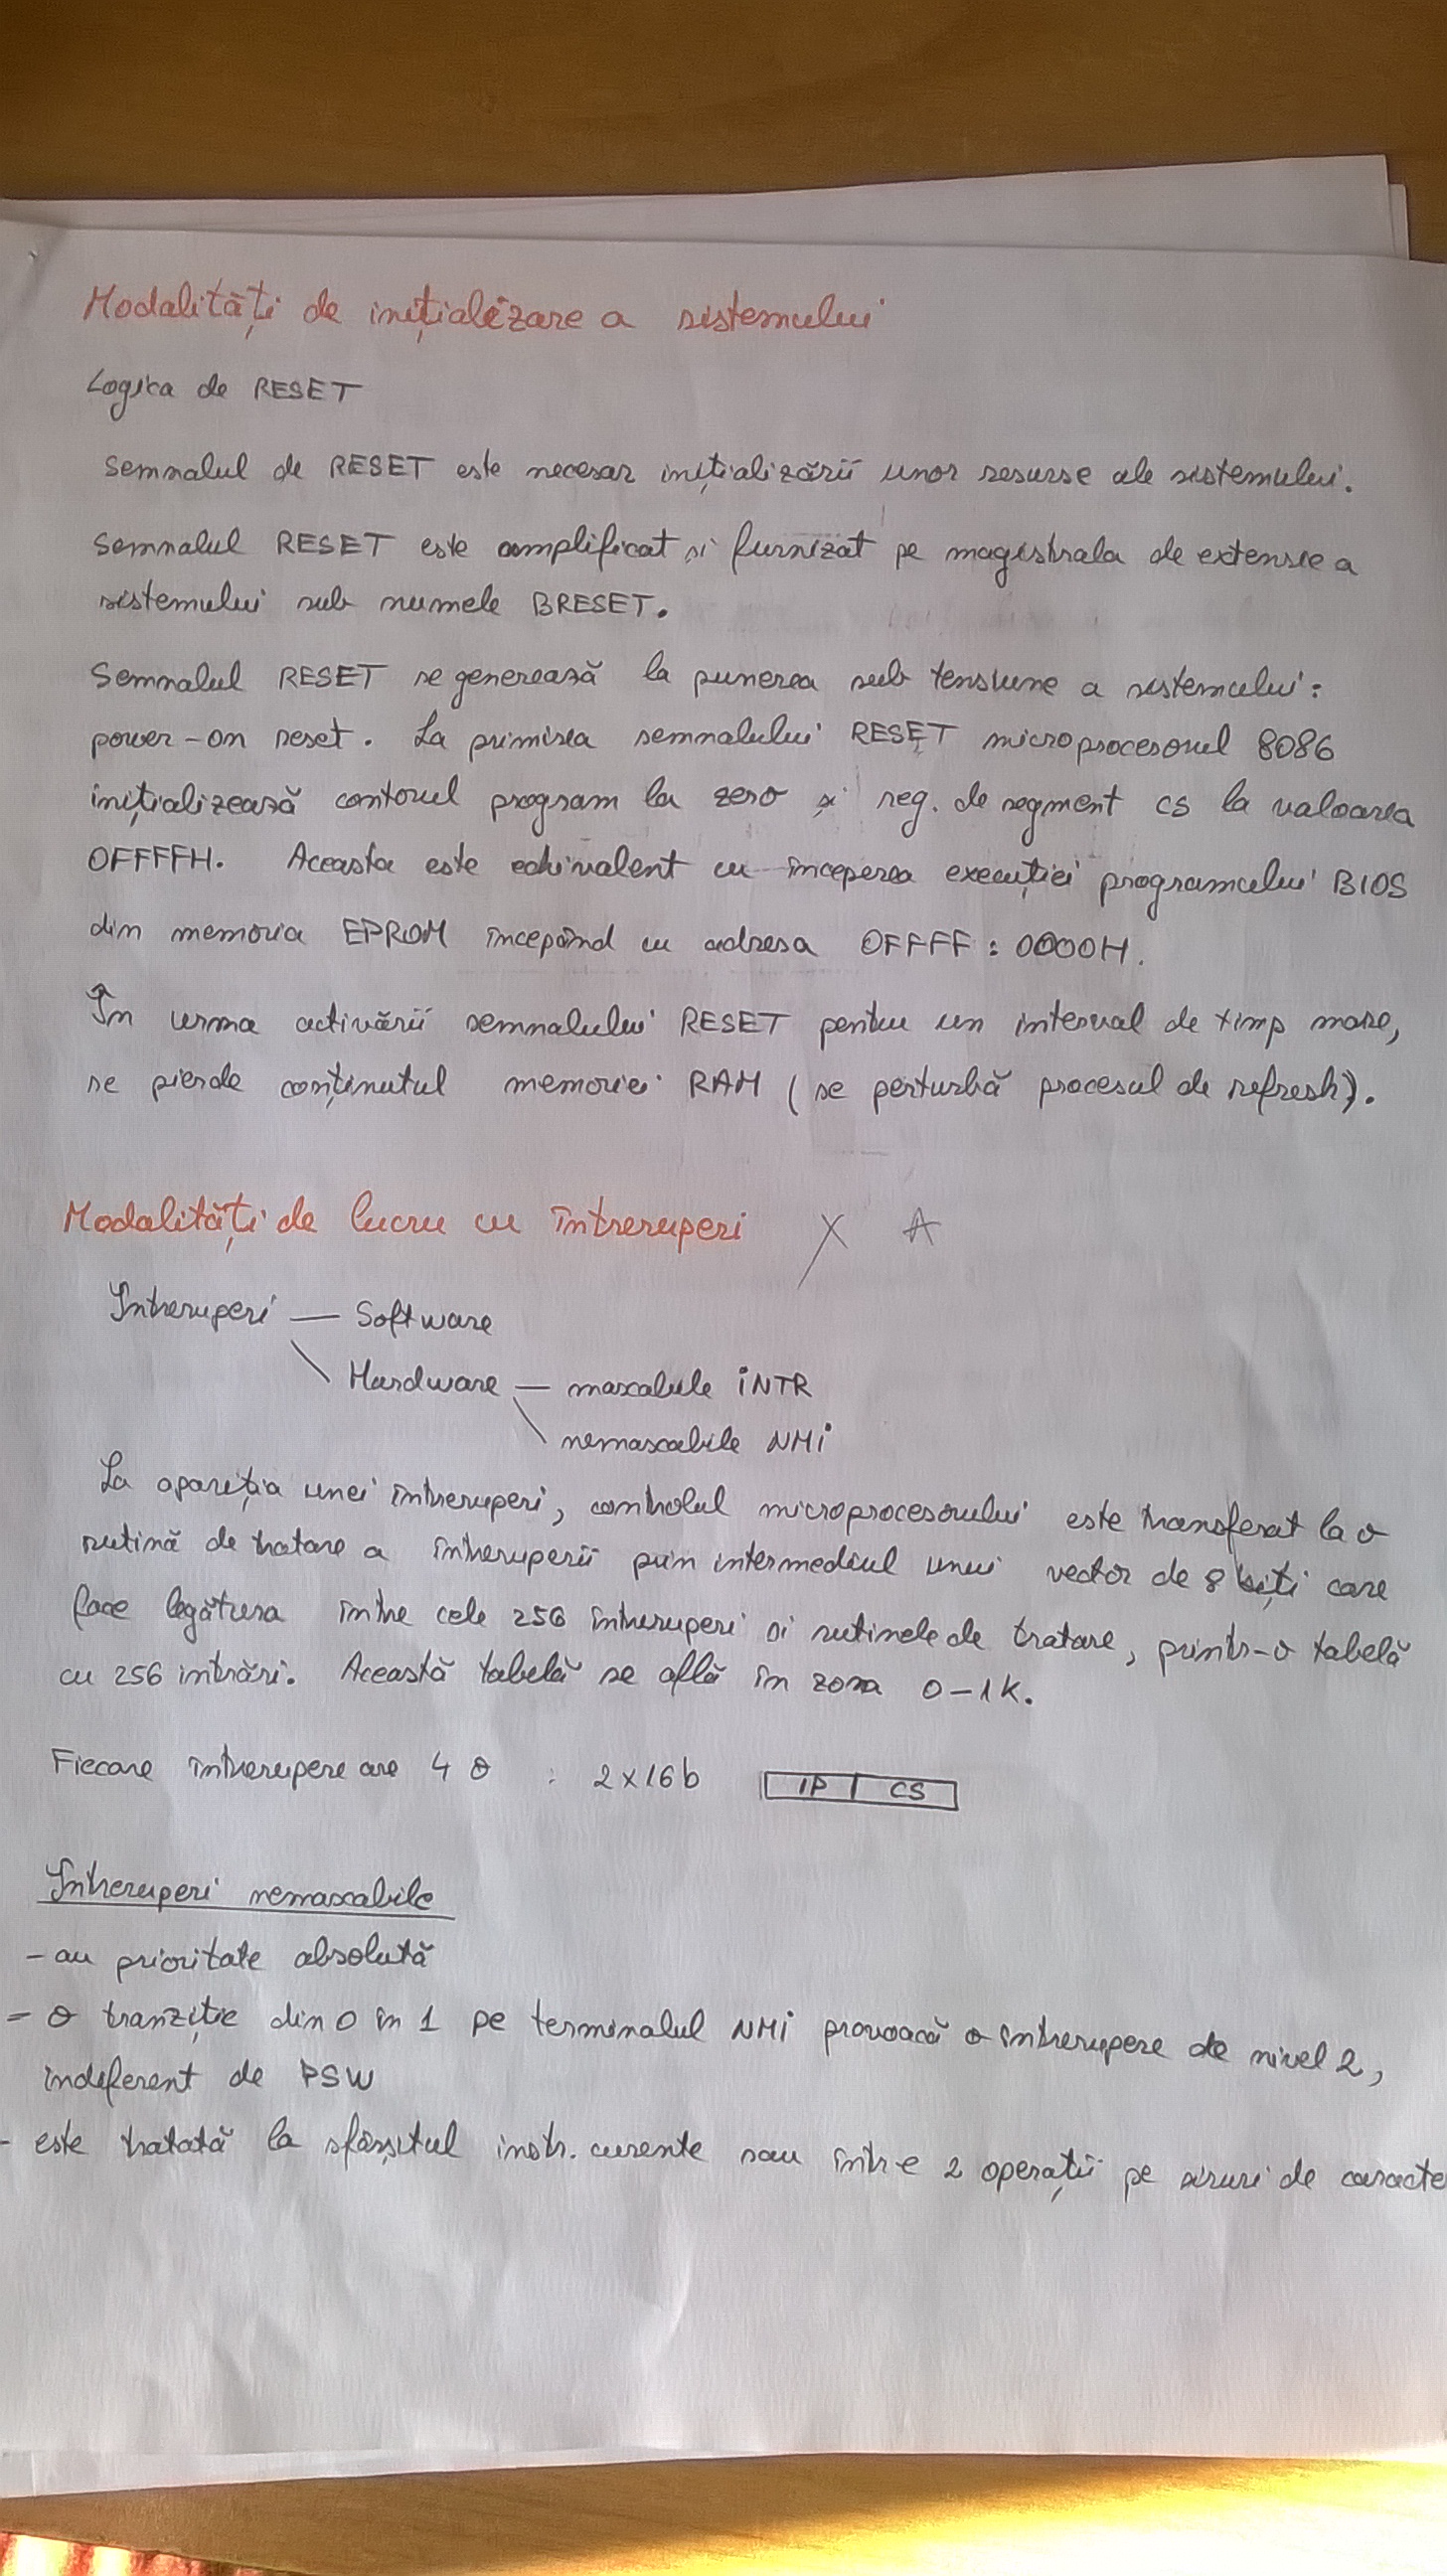 Modalități de inițializare a sistemului
Logica de RESET
Semnalul de RESET este necesar inițializării unor resurse ale sistemului.
Semnalul RESET este amplificat și furnizat pe magistrala de extensie a
sistemului sub numele BRESET.
Semnalul RESET se generează la punerea sub tensiune a sistemului:
power-on reset. La primirea semnalului RESET microprocesorul 8086
inițializează contorul program la zero și reg. de segment CS la valoarea
OFFFFH. Aceasta este echivalent cu începerea execuției programului BIOS
din memoria EPROM începând cu adresa OFFFF:0000H.
În urma activării semnalului RESET pentru un interval de timp mare,
se pierde conținutul memoriei RAM (se perturbă procesul de refresh).
Modalități de lucru cu întreruperi X A
Întreruperi — Software
\ Hardware — mascabile INTR
\ nemascabile NMI
La apariția unei întreruperi, controlul microprocesorului este transferat la o
rutină de tratare a întreruperii prin intermediul unui vector de 8 biți care
face legătura între cele 256 întreruperi și rutinele de tratare, printr-o tabelă
cu 256 intrări. Această tabelă se află în zona 0-1K.
Fiecare întrerupere are 4 : 2x16b IP CS
Întreruperi nemascabile
- au prioritate absolută
- o tranziție din 0 în 1 pe terminalul NMI provoacă o întrerupere de nivel 2,
indiferent de PSW
- este tratată la sfârșitul instr. curente sau între 2 operații pe șiruri de caracte